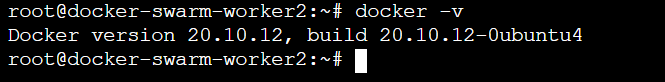 root@docker-swarm-worker2:~# docker -v
Docker version 20.10.12, build 20.10.12-0ubuntu4
root@docker-swarm-worker2:~#